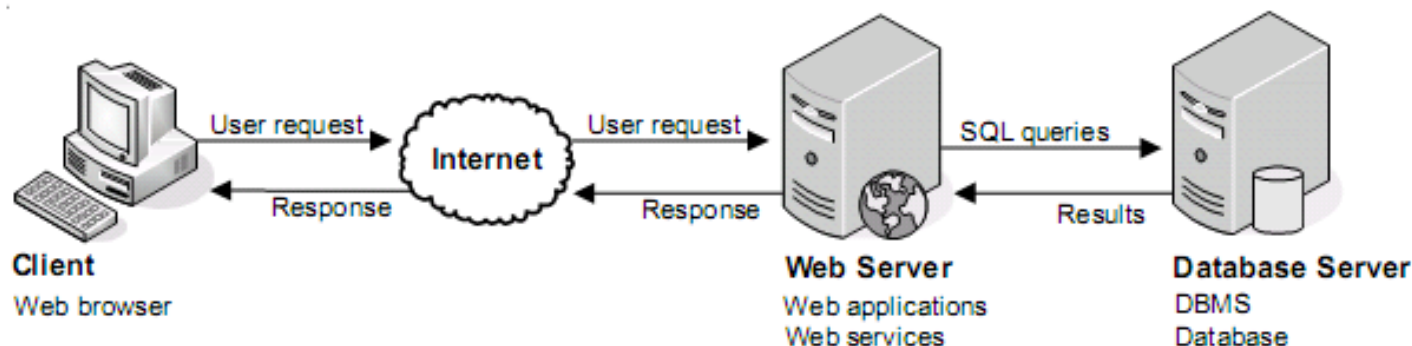 User request
User request
SQL queries
Internet
Response
Response
Results
Client
Web browser
Web Server
Web applications
Web services
Database Server
DBMS
Database